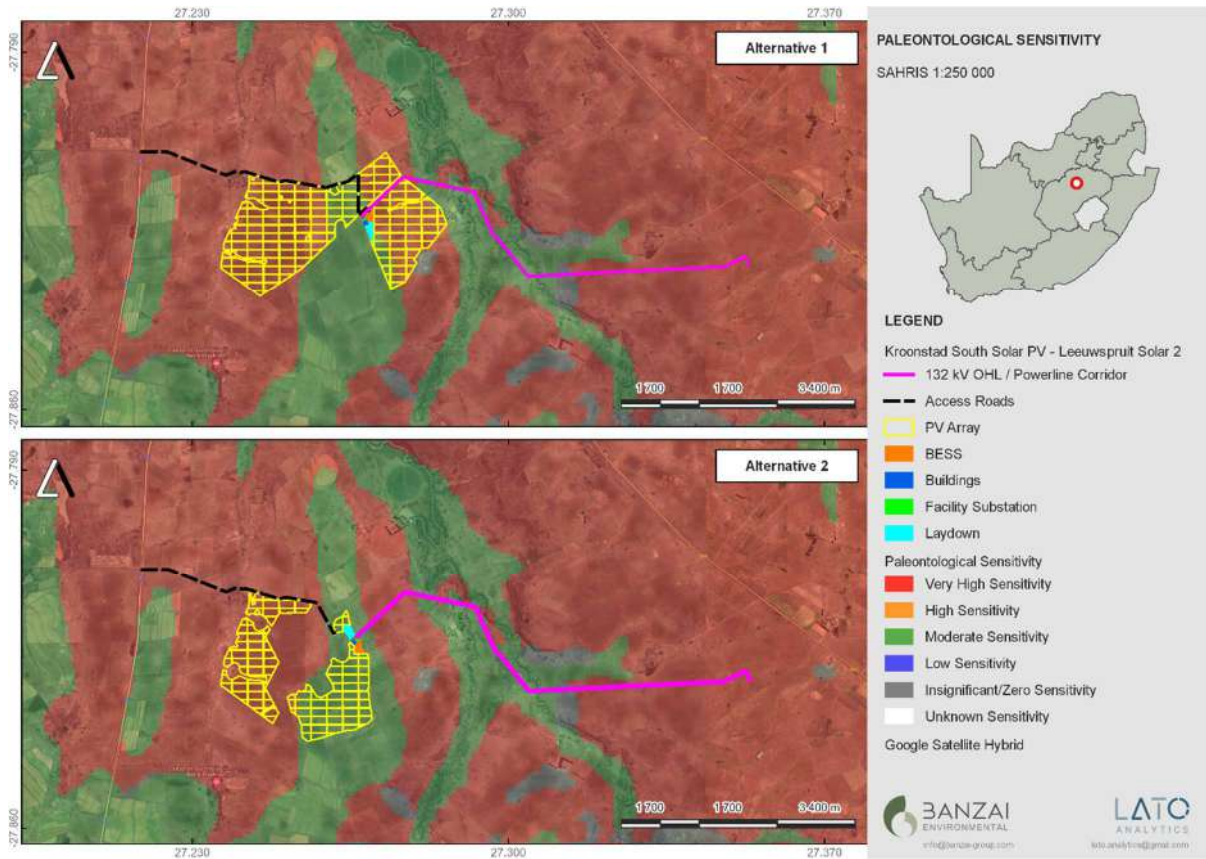 27.230
27.300
27.370
-27.790
Alternative 1
-27.860
1 700
1 700
3 400 m
-27.790
Alternative 2
-27.860
1 700
1 700
3 400 m
27.230
27.300
27.370
PALEONTOLOGICAL SENSITIVITY
SAHRIS 1:250 000
LEGEND
Kroonstad South Solar PV - Leeuwspruit Solar 2
132 kV OHL / Powerline Corridor
Access Roads
PV Array
BESS
Buildings
Facility Substation
Laydown
Paleontological Sensitivity
Very High Sensitivity
High Sensitivity
Moderate Sensitivity
Low Sensitivity
Insignificant/Zero Sensitivity
Unknown Sensitivity
Google Satellite Hybrid
BANZAI
ENVIRONMENTAL
info@banzai-group.com
LATO
ANALYTICS
lato.analytics@gmail.com